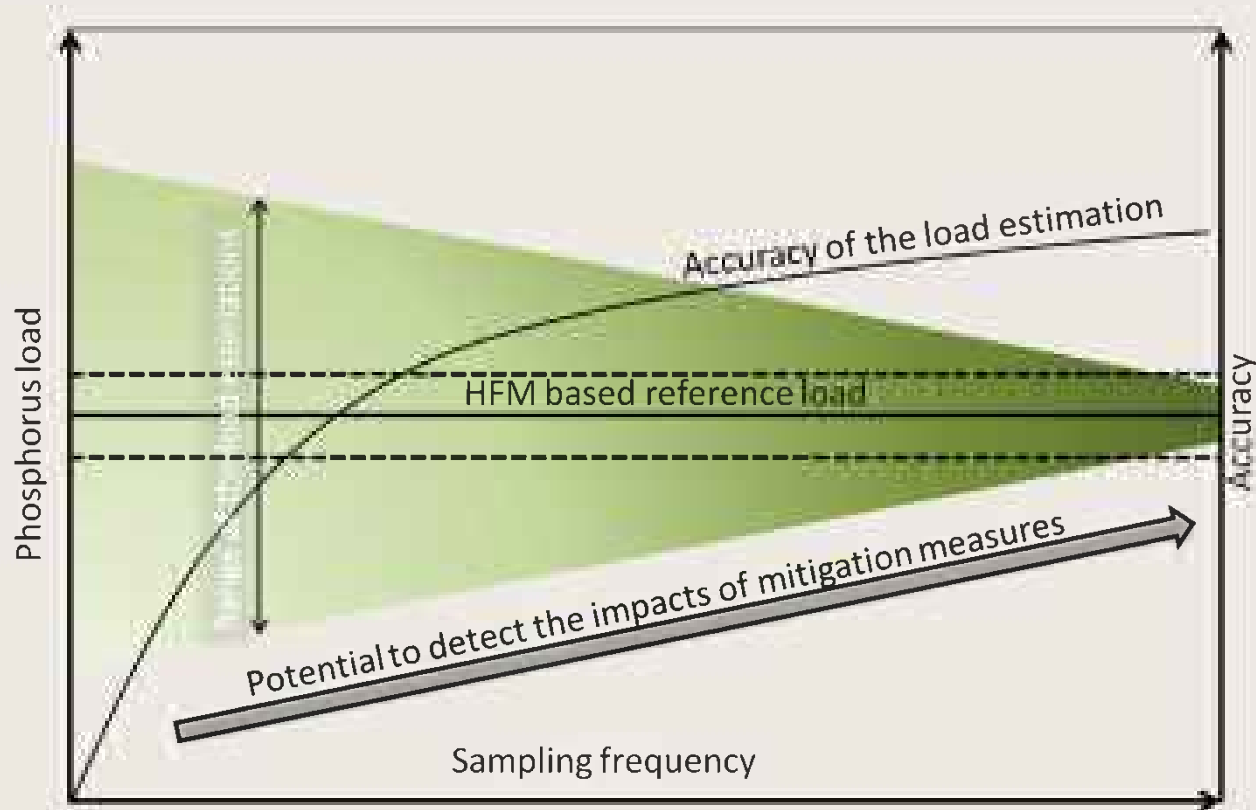 Accuracy of the load estimation
HFM based reference load
Potential to detect the impacts of mitigation measures
Sampling frequency
Phosphorus load
Accuracy